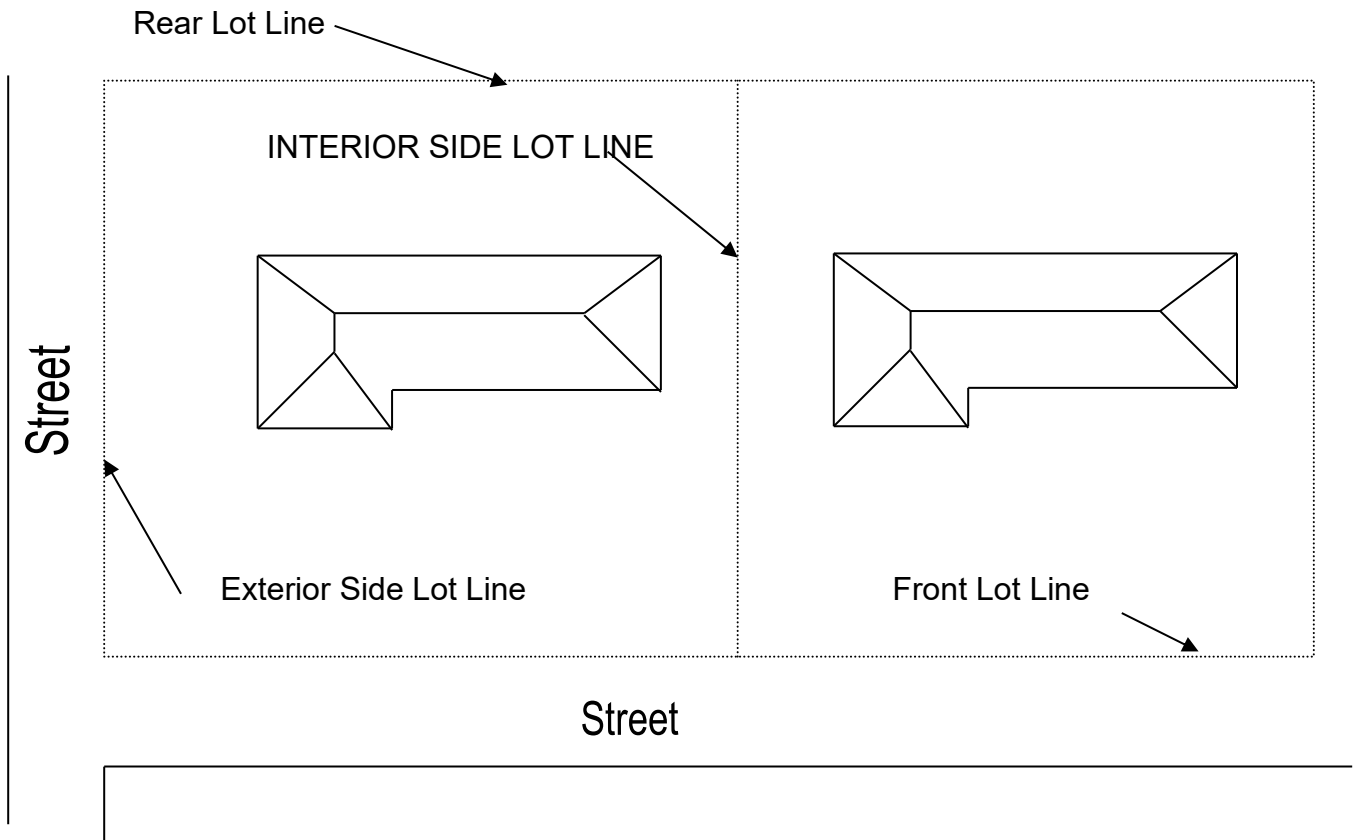 Rear Lot Line
INTERIOR SIDE LOT LINE
Street
Exterior Side Lot Line
Front Lot Line
Street